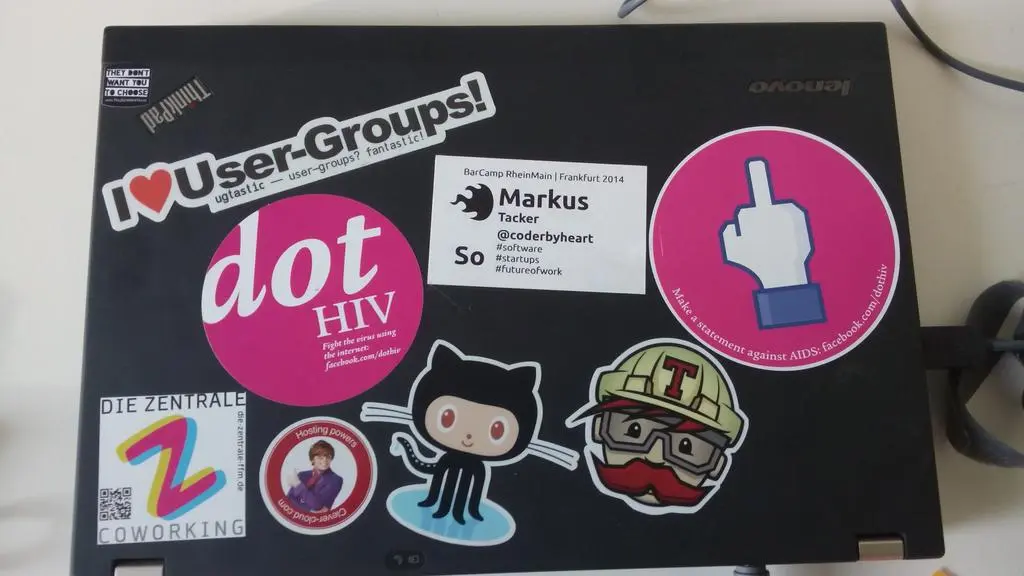 THEY DON'T
WANT YOU
TO CHOOSE
ThinkPad
lenovo
I User-Groups!
ugtastic — user-groups? fantastic!
BarCamp RheinMain | Frankfurt 2014
Markus
Tacker
@coderbyheart
So
#software
#startups
#futureofwork
dot
HIV
Fight the virus using
the internet:
facebook.com/dothiv
Make a statement against AIDS: facebook.com/dothiv
T
DIE ZENTRALE
die-zentrale-ffm.de
COWORKING
Hosting powers
Clever-cloud.com